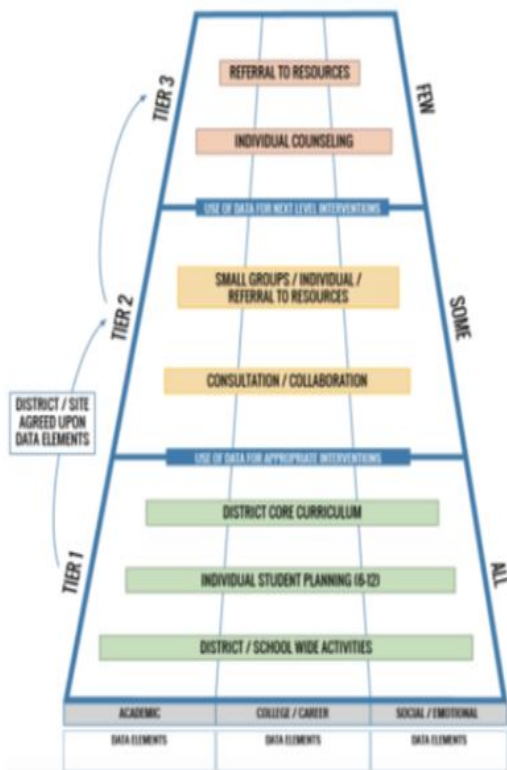 REFERRAL TO RESOURCES
TIER 3
FEW
INDIVIDUAL COUNSELING
USE OF DATA FOR NEXT LEVEL INTERVENTIONS
SMALL GROUPS / INDIVIDUAL /
REFERRAL TO RESOURCES
TIER 2
SOME
CONSULTATION / COLLABORATION
DISTRICT / SITE
AGREED UPON
DATA ELEMENTS
USE OF DATA FOR APPROPRIATE INTERVENTIONS
DISTRICT CORE CURRICULUM
TIER 1
INDIVIDUAL STUDENT PLANNING (6-12)
ALL
DISTRICT / SCHOOL WIDE ACTIVITIES
ACADEMIC
COLLEGE / CAREER
SOCIAL / EMOTIONAL
DATA ELEMENTS
DATA ELEMENTS
DATA ELEMENTS